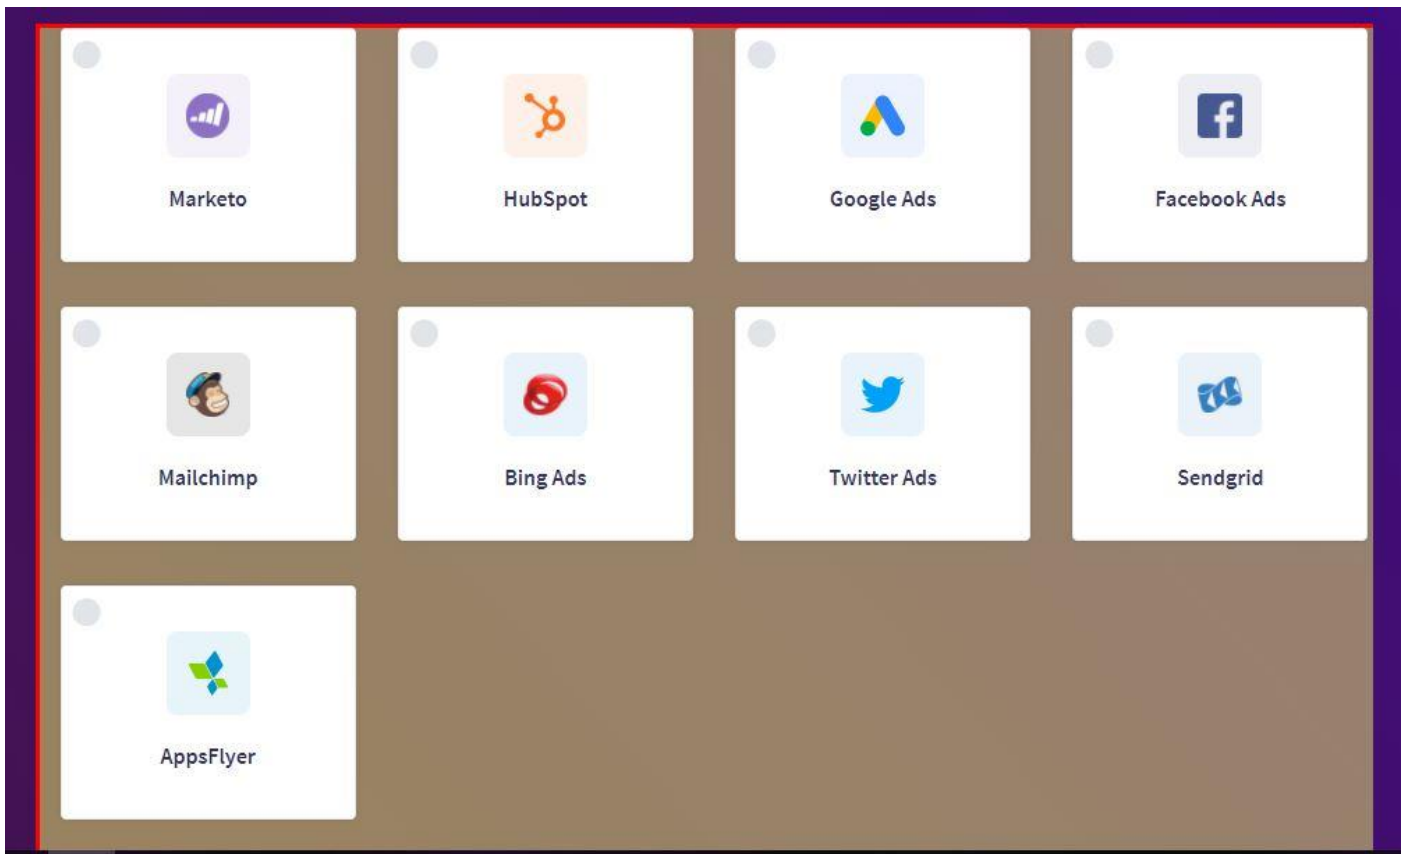 Marketo
HubSpot
Google Ads
Facebook Ads
Mailchimp
Bing Ads
Twitter Ads
Sendgrid
AppsFlyer